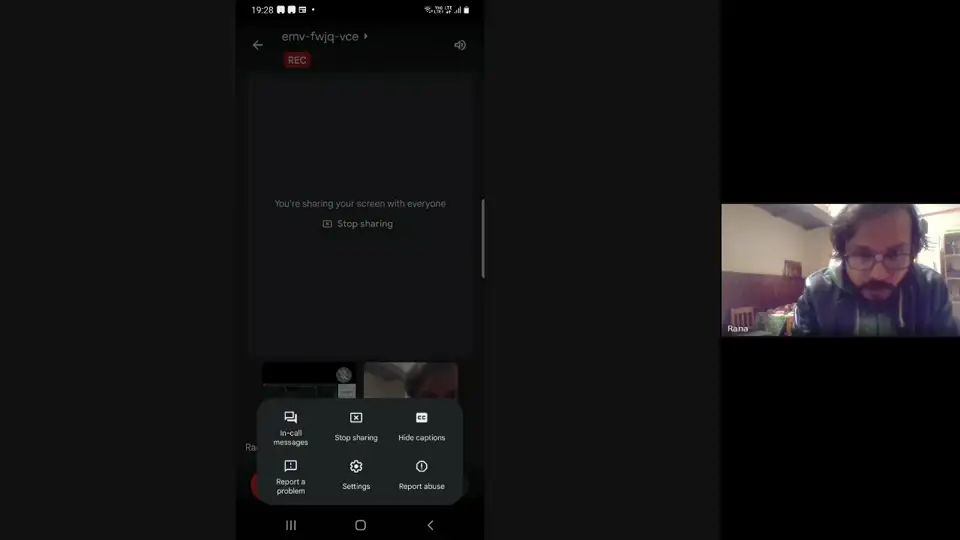 19:28
emv-fwjq-vce
REC
You're sharing your screen with everyone
Stop sharing
In-call
messages
Stop sharing
Hide captions
Report a
problem
Settings
Report abuse
Rana